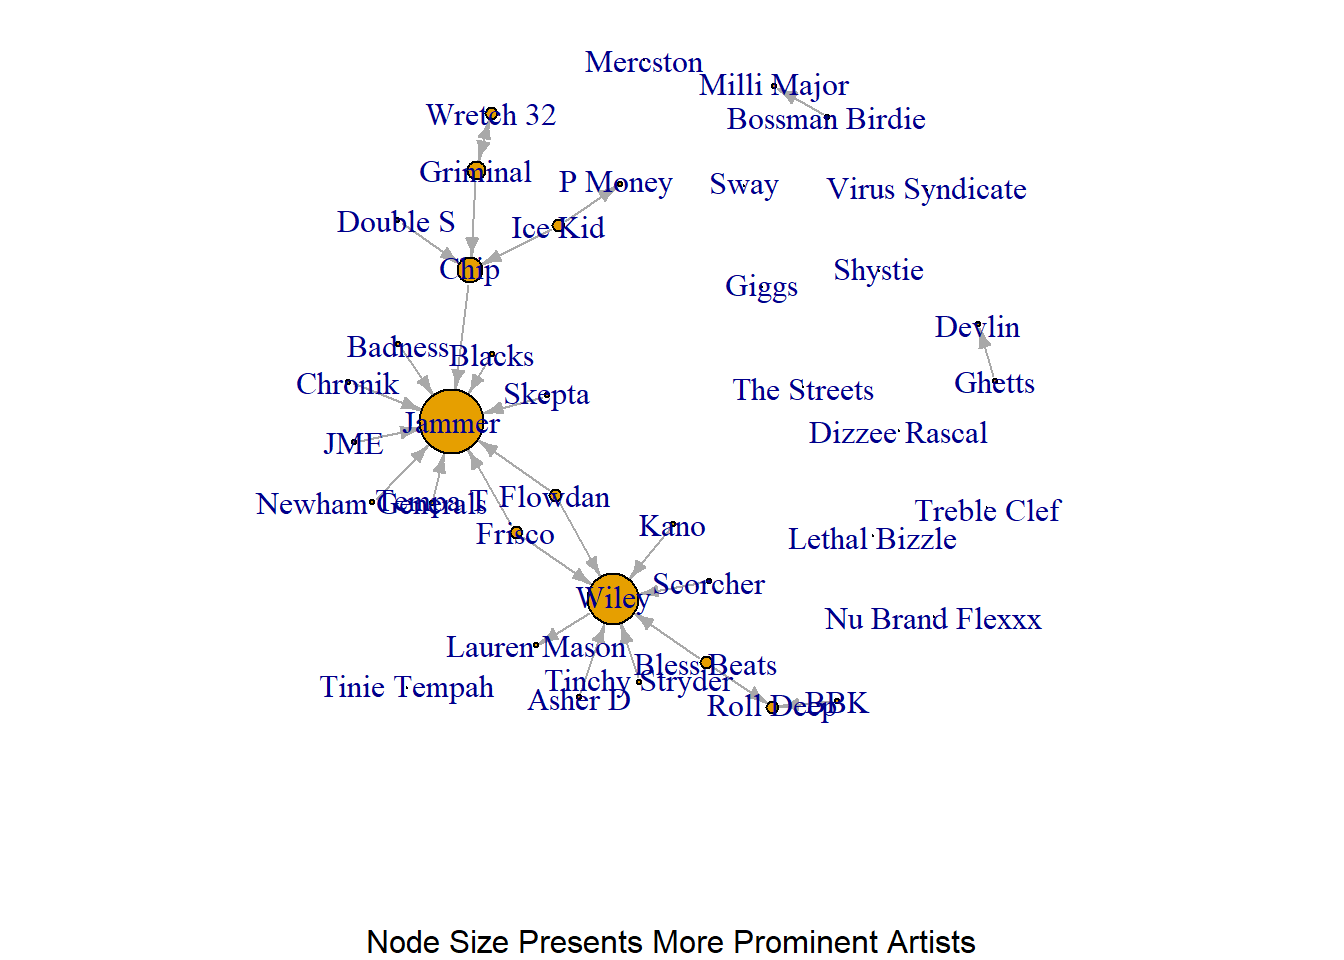 Mercston
Milli Major
Wretch 32
Bossman Birdie
Griminal
P Money
Sway
Virus Syndicate
Double S
Ice Kid
Chip
Shystie
Giggs
Devlin
Badness
Blacks
Chronik
Ghetts
Skepta
The Streets
Jammer
Dizzee Rascal
JME
Newham Generals
Tempa T
Flowdan
Treble Clef
Frisco
Kano
Lethal Bizzle
Scorcher
Wiley
Nu Brand Flexxx
Lauren Mason
Bless Beats
Tinie Tempah
Tinchy Stryder
Asher D
Roll Deep
BBK
Node Size Presents More Prominent Artists